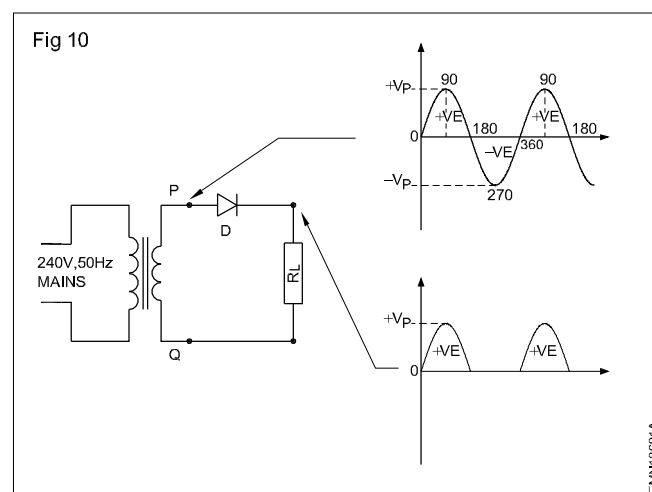 Fig 10
90
90
+VP
+VE
+VE
0
180
180
–VE
360
–VP
270
P
D
240V,50Hz
MAINS
RL
Q
+VP
+VE
+VE
0